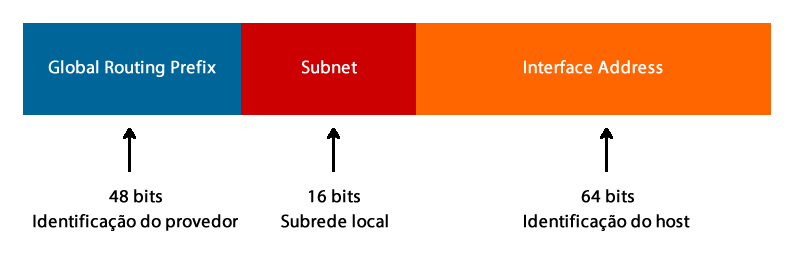 Global Routing Prefix
Subnet
Interface Address
48 bits
Identificação do provedor
16 bits
Subrede local
64 bits
Identificação do host